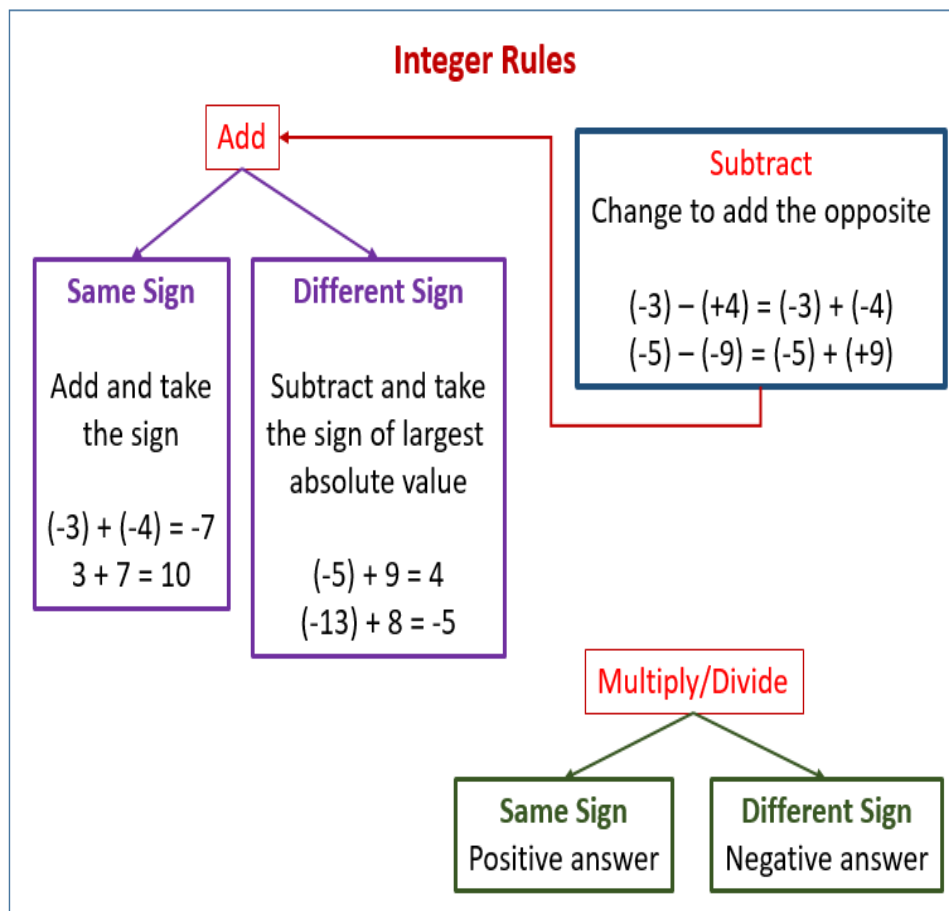 Integer Rules
Add
Same Sign
Add and take
the sign
(-3) + (-4) = -7
3 + 7 = 10
Different Sign
Subtract and take
the sign of largest
absolute value
(-5) + 9 = 4
(-13) + 8 = -5
Subtract
Change to add the opposite
(-3) – (+4) = (-3) + (-4)
(-5) – (-9) = (-5) + (+9)
Multiply/Divide
Same Sign
Positive answer
Different Sign
Negative answer